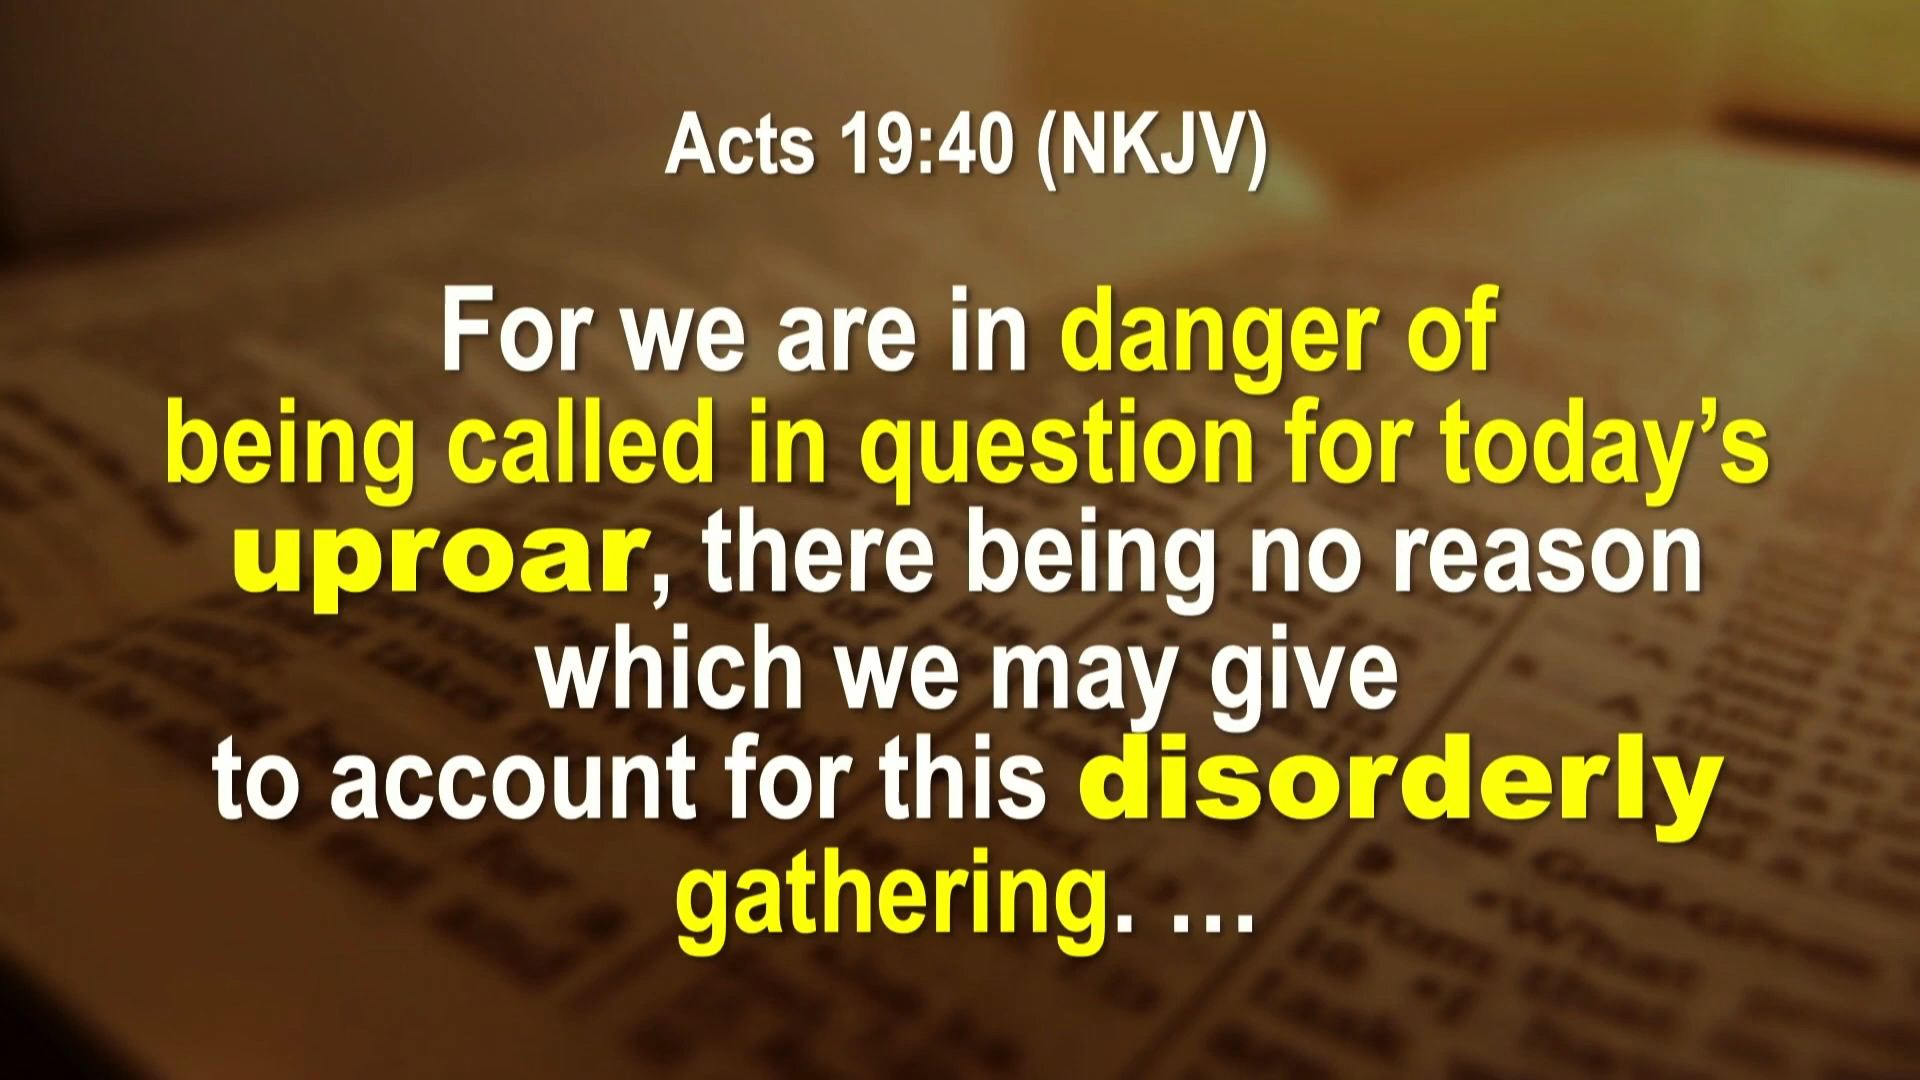 Acts 19:40 (NKJV)
For we are in danger of
being called in question for today’s
uproar, there being no reason
which we may give
to account for this disorderly
gathering. …